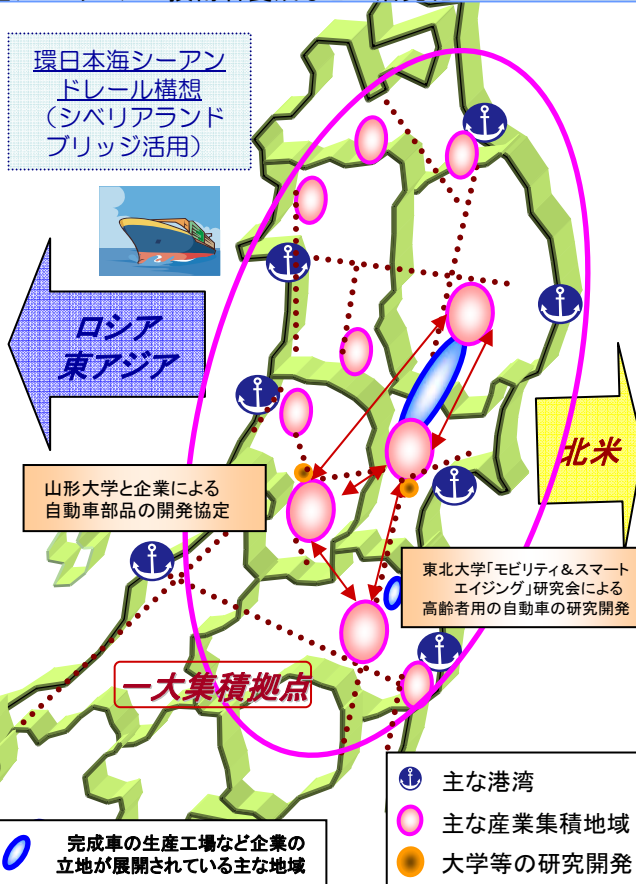 環日本海シーアン
ドレール構想
（シベリアランド
ブリッジ活用）
ロシア
東アジア
北米
山形大学と企業による
自動車部品の開発協定
東北大学「モビリティ＆スマート
エイジング」研究会による
高齢者用の自動車の研究開発
一大集積拠点
主な港湾
主な産業集積地域
大学等の研究開発
完成車の生産工場など企業の
立地が展開されている主な地域